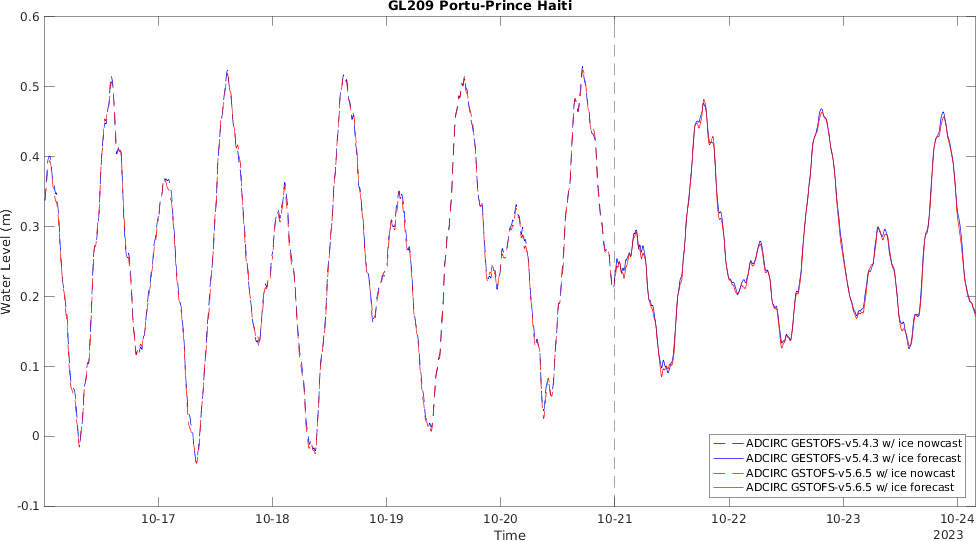 GL209 Portu-Prince Haiti
0.6
0.5
0.4
0.3
0.2
0.1
0
-0.1
Water Level (m)
10-17 10-18 10-19 10-20 10-21 10-22 10-23 10-24
Time
2023
ADCIRC GESTOFS-v5.4.3 w/ ice nowcast
ADCIRC GESTOFS-v5.4.3 w/ ice forecast
ADCIRC GSTOFS-v5.6.5 w/ ice nowcast
ADCIRC GSTOFS-v5.6.5 w/ ice forecast